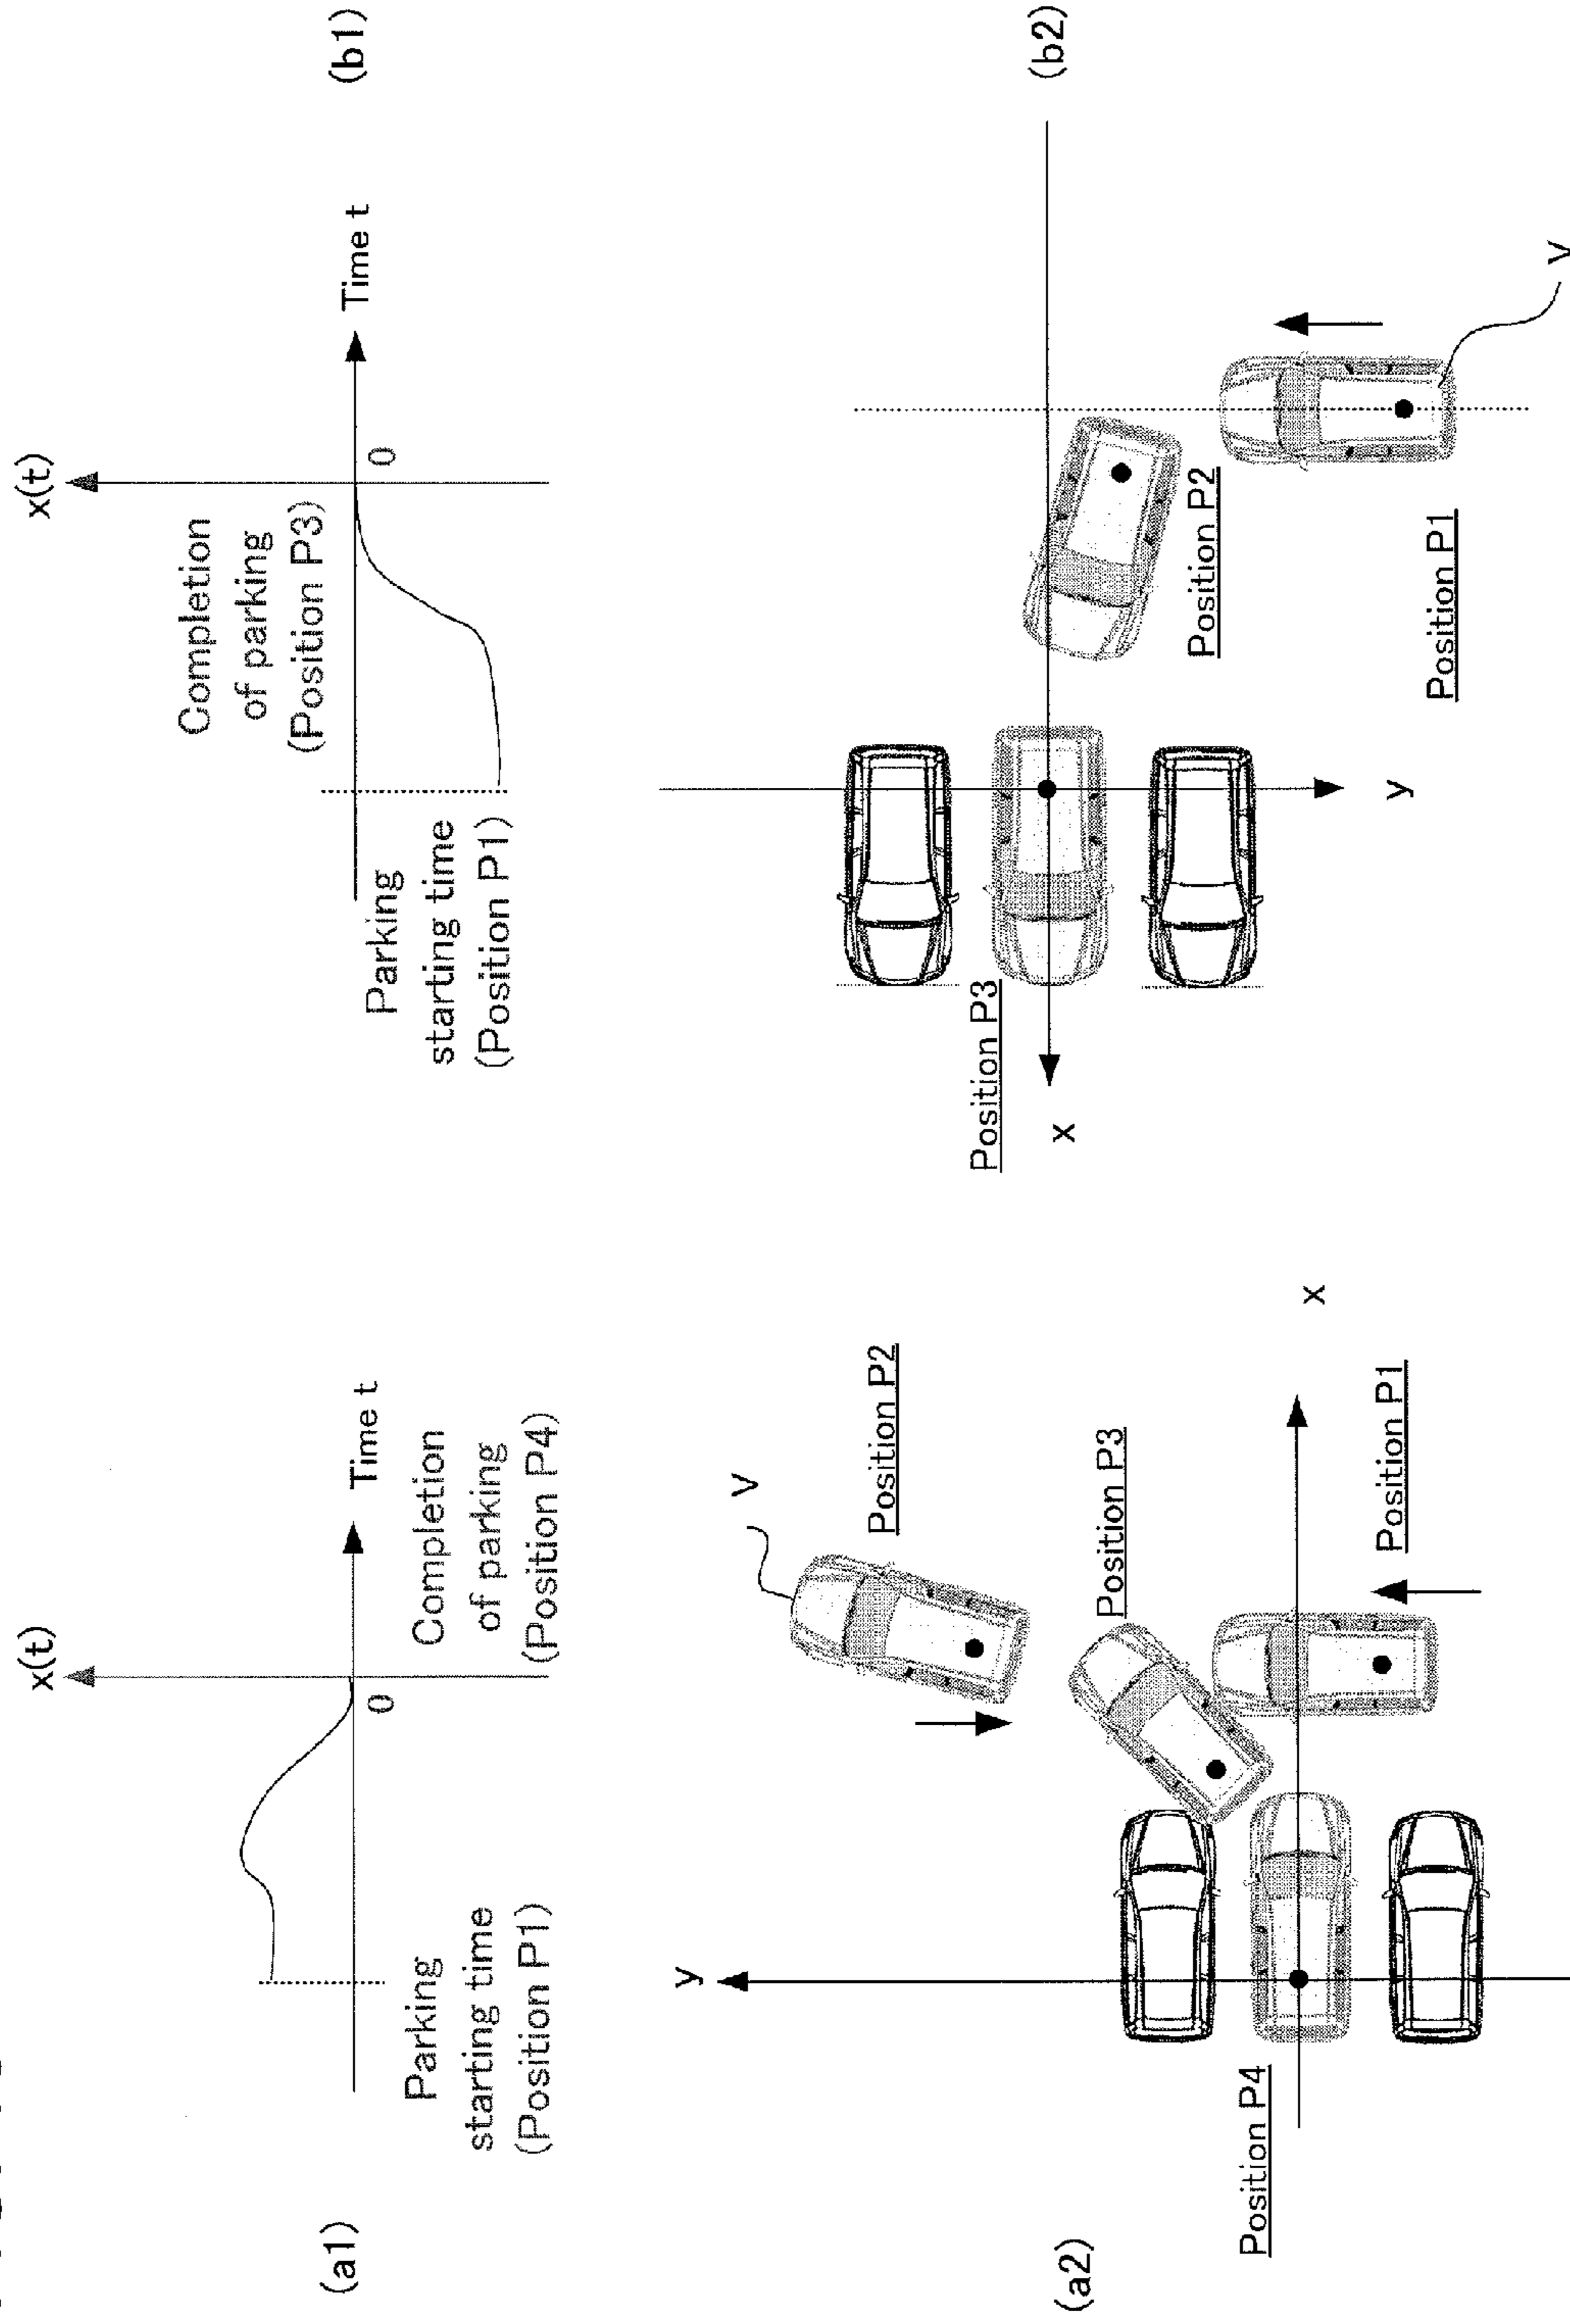 (a1)
x(t)
0
Time t
Parking
starting time
(Position P1)
Completion
of parking
(Position P4)
(b1)
x(t)
0
Time t
Completion
of parking
(Position P3)
Parking
starting time
(Position P1)
(a2)
y
x
V
Position P2
Position P3
Position P1
Position P4
(b2)
Position P3
x
y
Position P2
Position P1
V